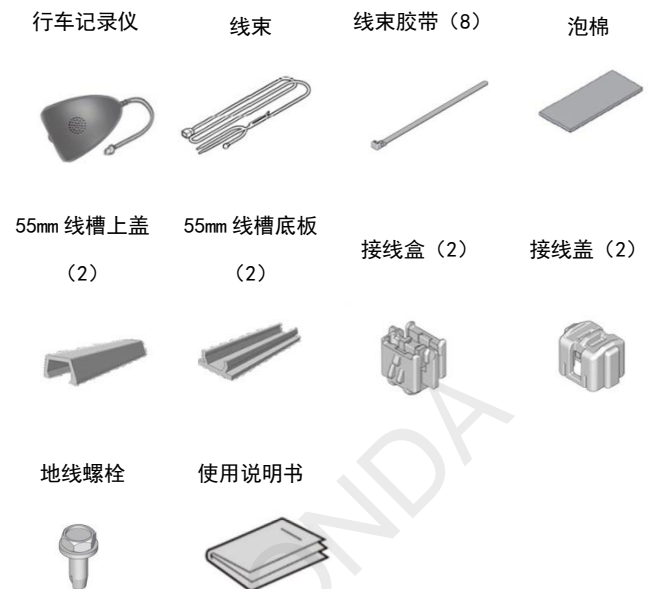 行车记录仪
线束
线束胶带（8）
泡棉
55mm 线槽上盖
（2）
55mm 线槽底板
（2）
接线盒（2）
接线盖（2）
地线螺栓
使用说明书
ONDA